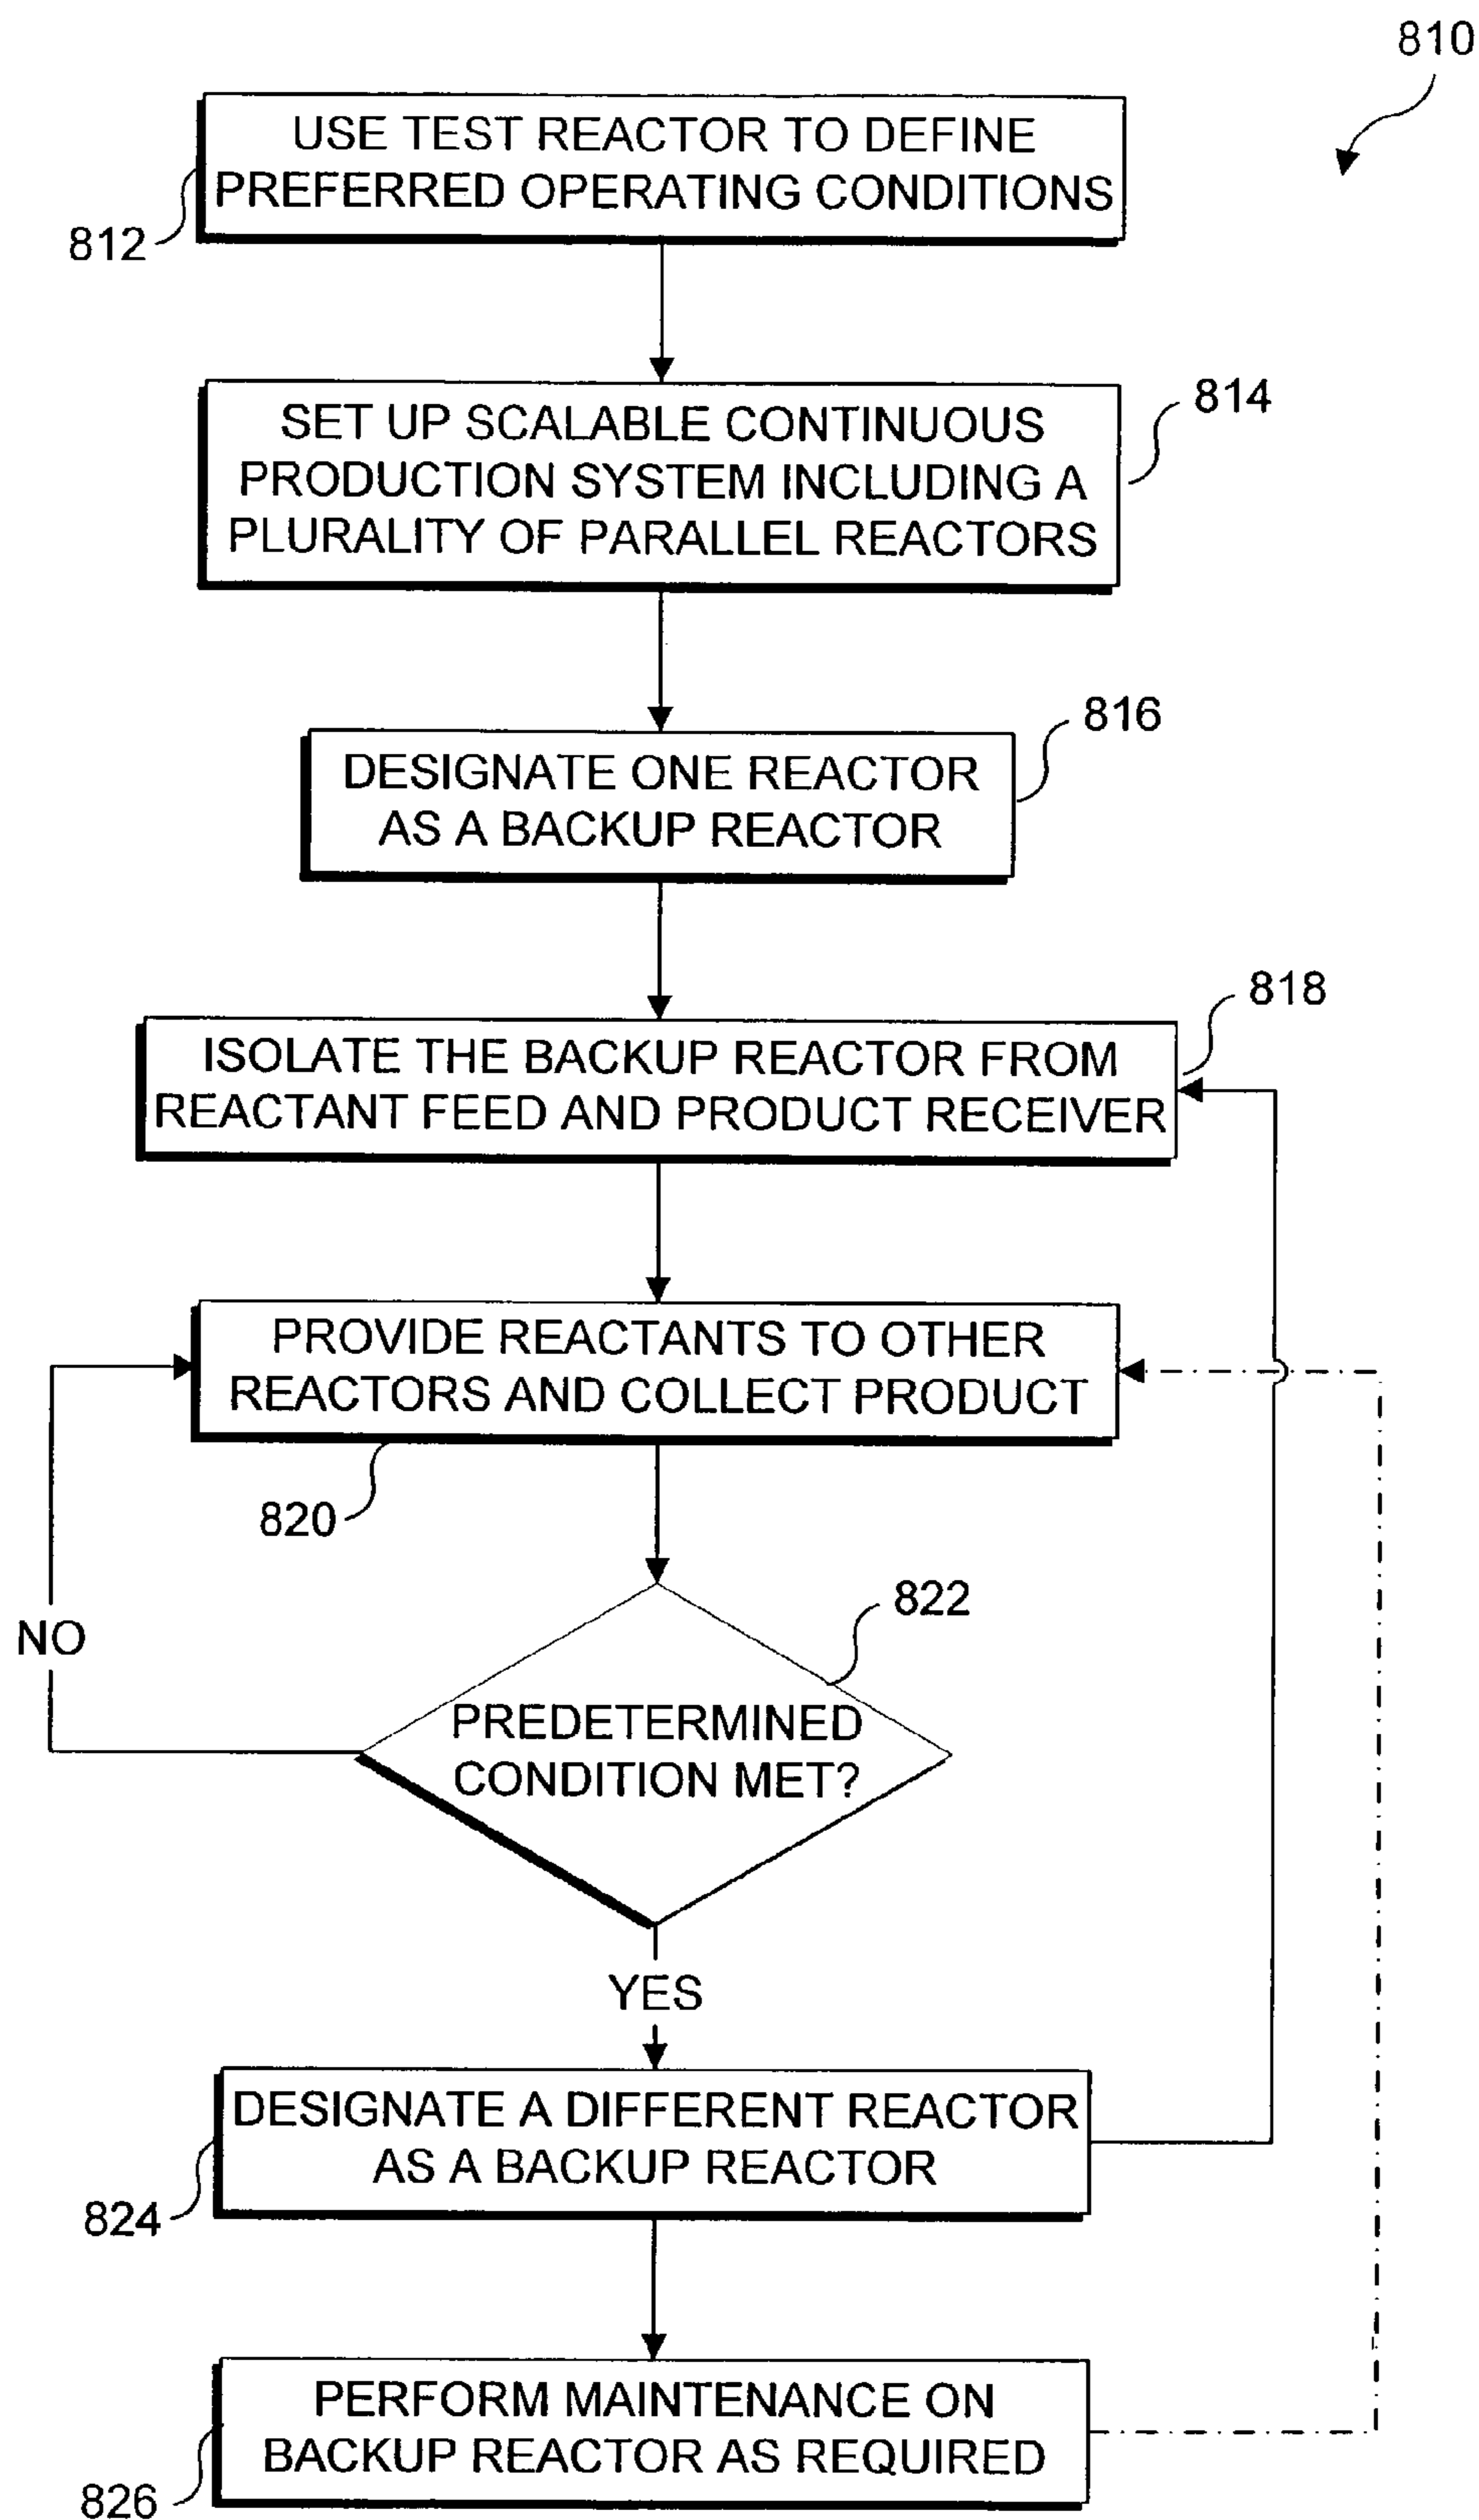 810
USE TEST REACTOR TO DEFINE
PREFERRED OPERATING CONDITIONS
812
SET UP SCALABLE CONTINUOUS
PRODUCTION SYSTEM INCLUDING A
PLURALITY OF PARALLEL REACTORS
814
DESIGNATE ONE REACTOR
AS A BACKUP REACTOR
816
ISOLATE THE BACKUP REACTOR FROM
REACTANT FEED AND PRODUCT RECEIVER
818
PROVIDE REACTANTS TO OTHER
REACTORS AND COLLECT PRODUCT
820
822
PREDETERMINED
CONDITION MET?
NO
YES
DESIGNATE A DIFFERENT REACTOR
AS A BACKUP REACTOR
824
PERFORM MAINTENANCE ON
BACKUP REACTOR AS REQUIRED
826